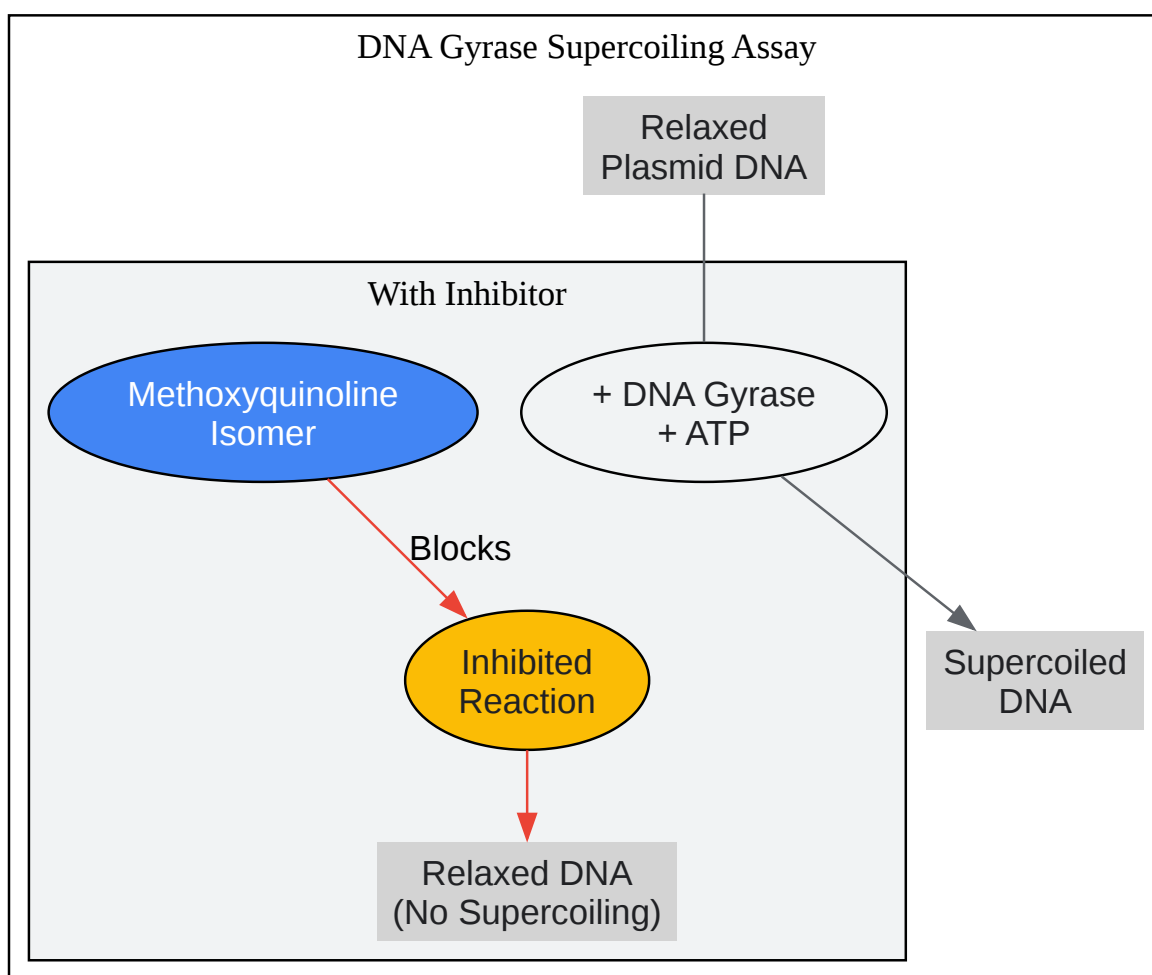 DNA Gyrase Supercoiling Assay
Relaxed
Plasmid DNA
With Inhibitor
Methoxyquinoline
Isomer
+ DNA Gyrase
+ ATP
Blocks
Inhibited
Reaction
Supercoiled
DNA
Relaxed DNA
(No Supercoiling)